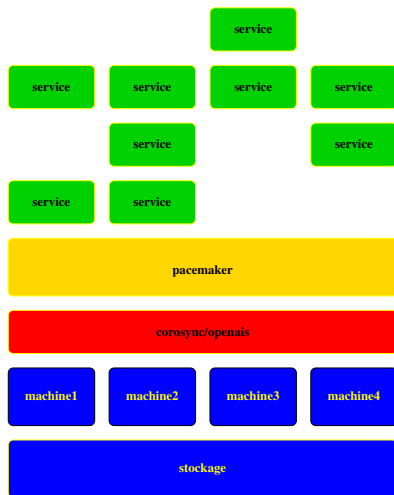 service
service service service service
service service
service service
pacemaker
corosync/openais
machine1 machine2 machine3 machine4
stockage